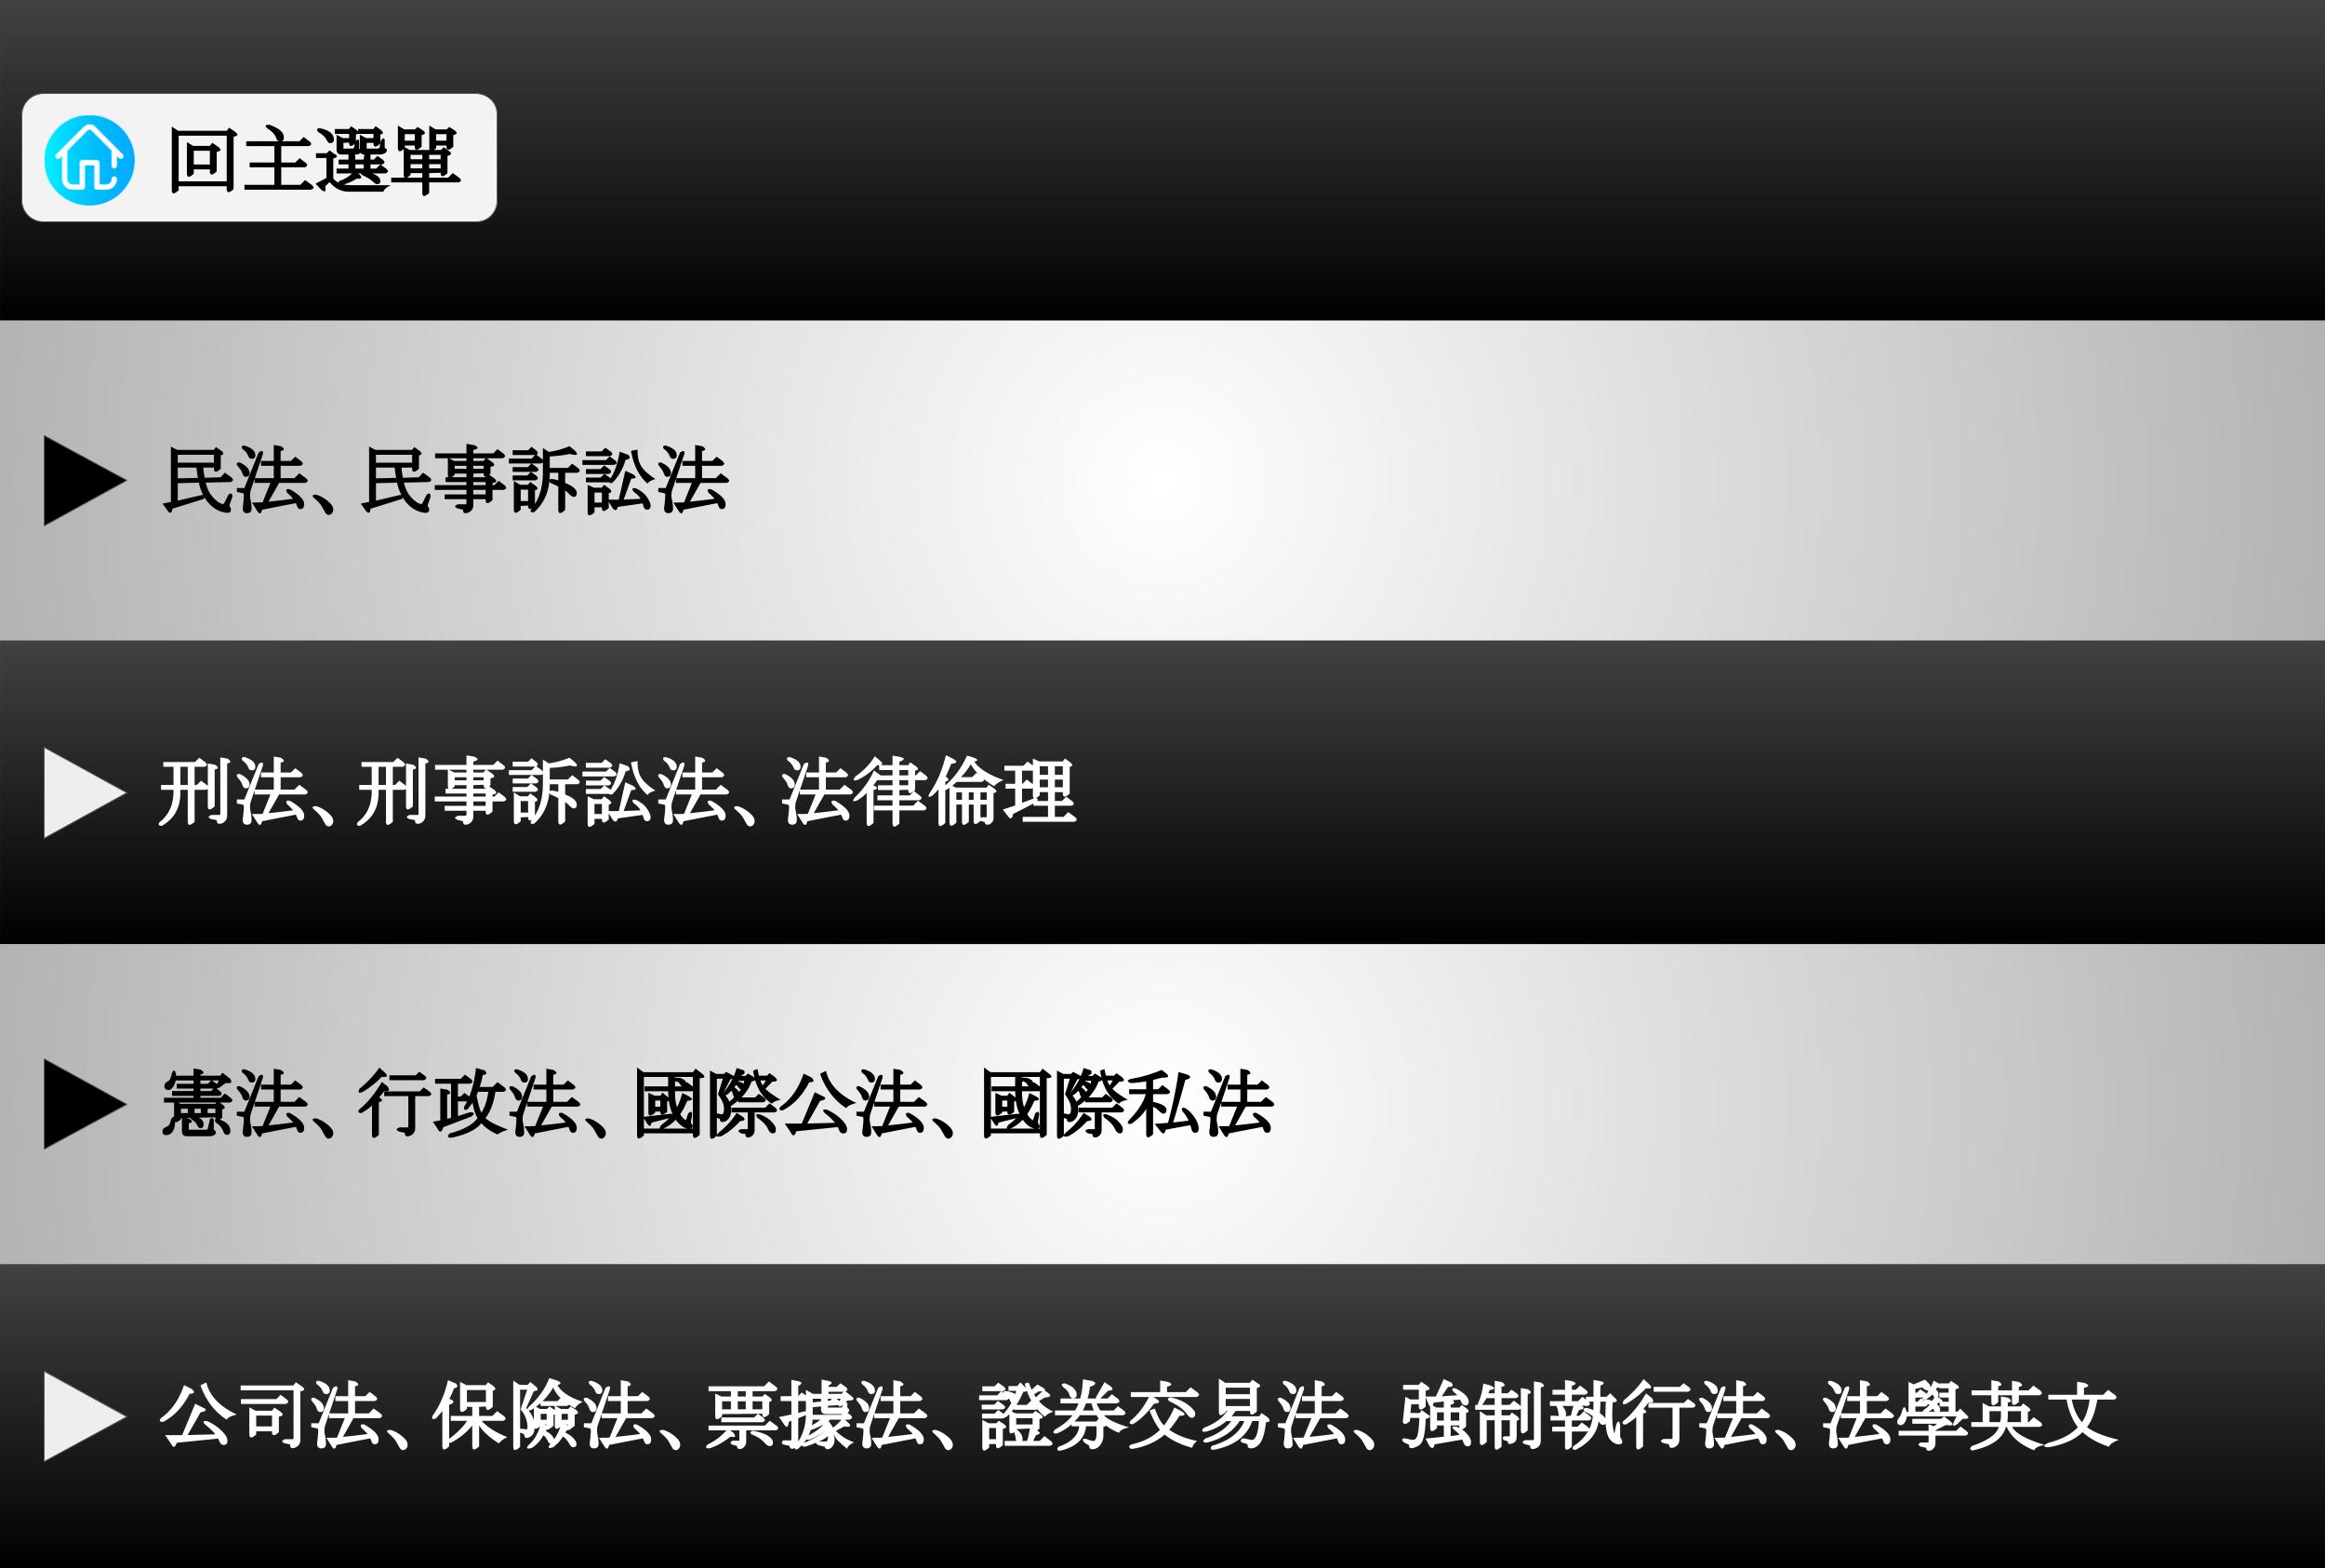 回主選單
民法、民事訴訟法
刑法、刑事訴訟法、法律倫理
憲法、行政法、國際公法、國際私法
公司法、保險法、票據法、證券交易法、強制執行法、法學英文